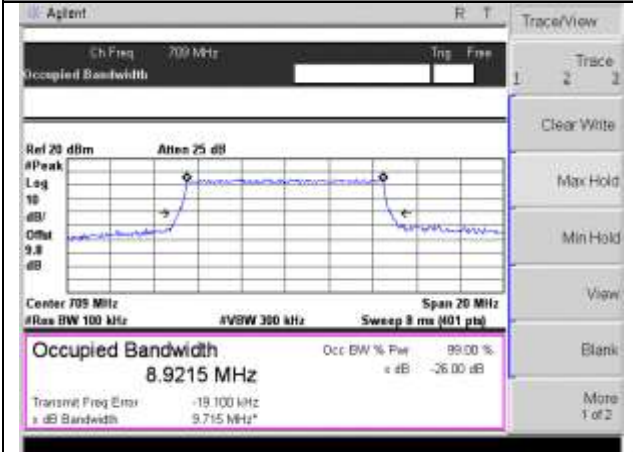 Agilent
R T
Ch Freq 709 MHz
Trig Free
Occupied Bandwidth
Ref 20 dBm Atten 25 dB
#Peak
Log
10
dB/
Offst
9.8
dB
Center 709 MHz
Span 20 MHz
#Res BW 100 kHz #VBW 300 kHz Sweep 8 ms (401 pts)
Occupied Bandwidth
8.9215 MHz
Occ BW % Pwr 99.00 %
x dB -26.00 dB
Transmit Freq Error -19.100 kHz
x dB Bandwidth 9.715 MHz*
Trace/View
Trace
1 2 3
Clear Write
Max Hold
Min Hold
View
Blank
More
1 of 2